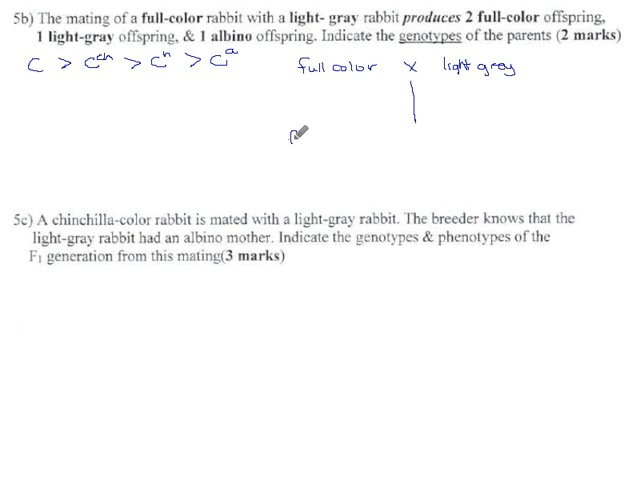 5b) The mating of a full-color rabbit with a light- gray rabbit produces 2 full-color offspring,
1 light-gray offspring, & 1 albino offspring. Indicate the genotypes of the parents (2 marks)
C > C^ch > C^h > C^a full color x light grey
5c) A chinchilla-color rabbit is mated with a light-gray rabbit. The breeder knows that the
light-gray rabbit had an albino mother. Indicate the genotypes & phenotypes of the
F₁ generation from this mating(3 marks)